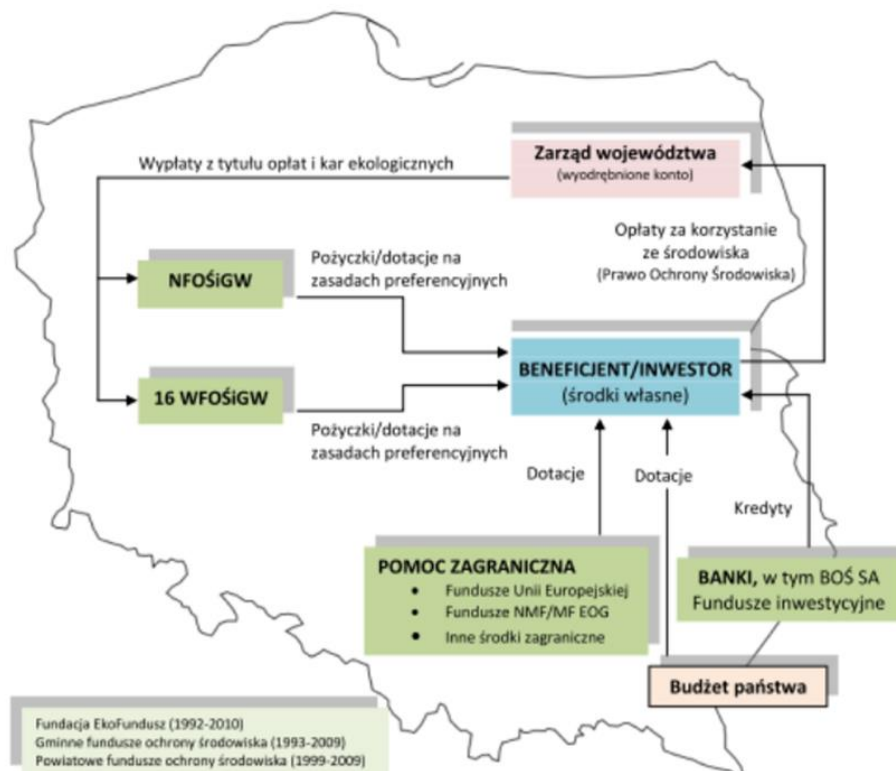 Wypłaty z tytułu opłat i kar ekologicznych
Zarząd województwa
(wyodrębnione konto)
Opłaty za korzystanie
ze środowiska
(Prawo Ochrony Środowiska)
NFOŚiGW
Pożyczki/dotacje na
zasadach preferencyjnych
BENEFICJENT/INWESTOR
(środki własne)
16 WFOŚiGW
Pożyczki/dotacje na
zasadach preferencyjnych
Dotacje
Dotacje
Kredyty
POMOC ZAGRANICZNA
• Fundusze Unii Europejskiej
• Fundusze NMF/MF EOG
• Inne środki zagraniczne
BANKI, w tym BOŚ SA
Fundusze inwestycyjne
Budżet państwa
Fundacja EkoFundusz (1992-2010)
Gminne fundusze ochrony środowiska (1993-2009)
Powiatowe fundusze ochrony środowiska (1999-2009)